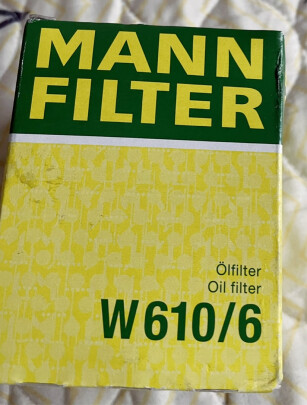 MANN
FILTER
Ölfilter
Oil filter
W 610/6